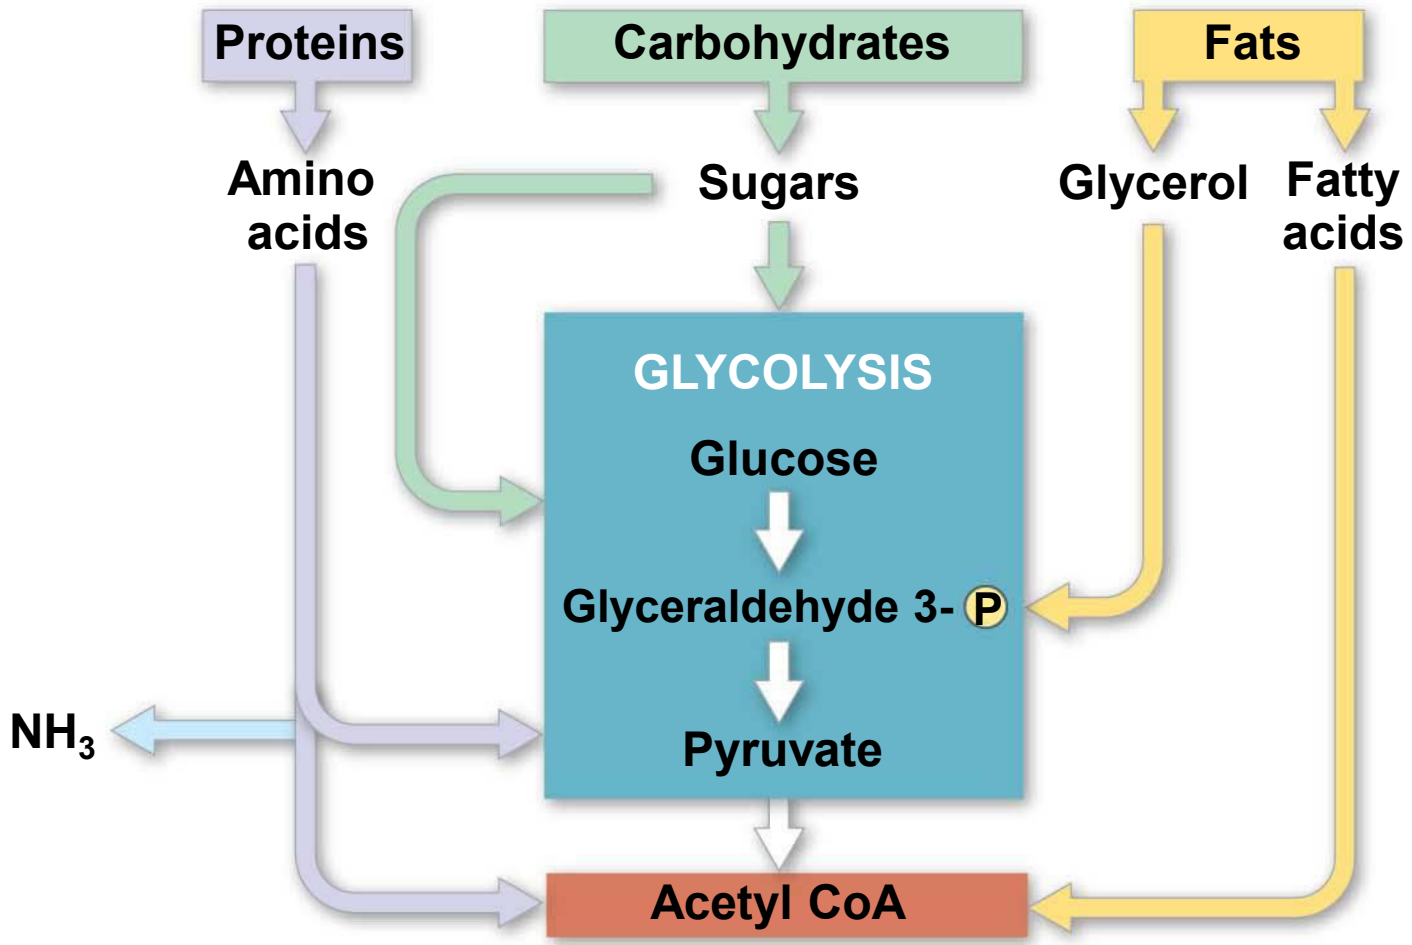 Proteins
Carbohydrates
Fats
Amino
acids
Sugars
Glycerol
Fatty
acids
GLYCOLYSIS
Glucose
Glyceraldehyde 3- P
NH₃
Pyruvate
Acetyl CoA